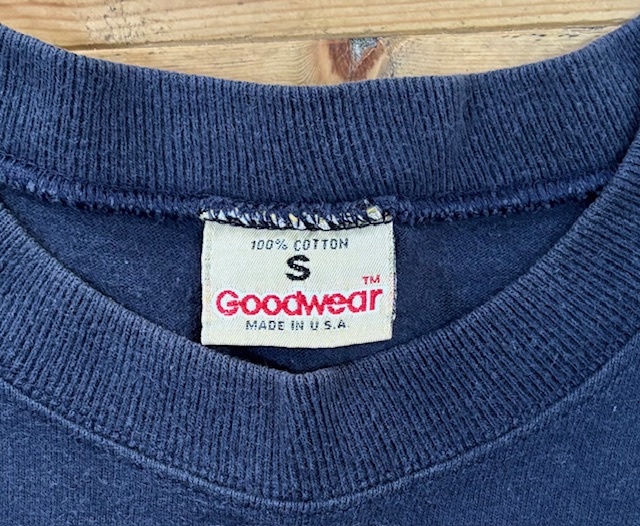 100% COTTON
S
Goodwear™
MADE IN U.S.A.